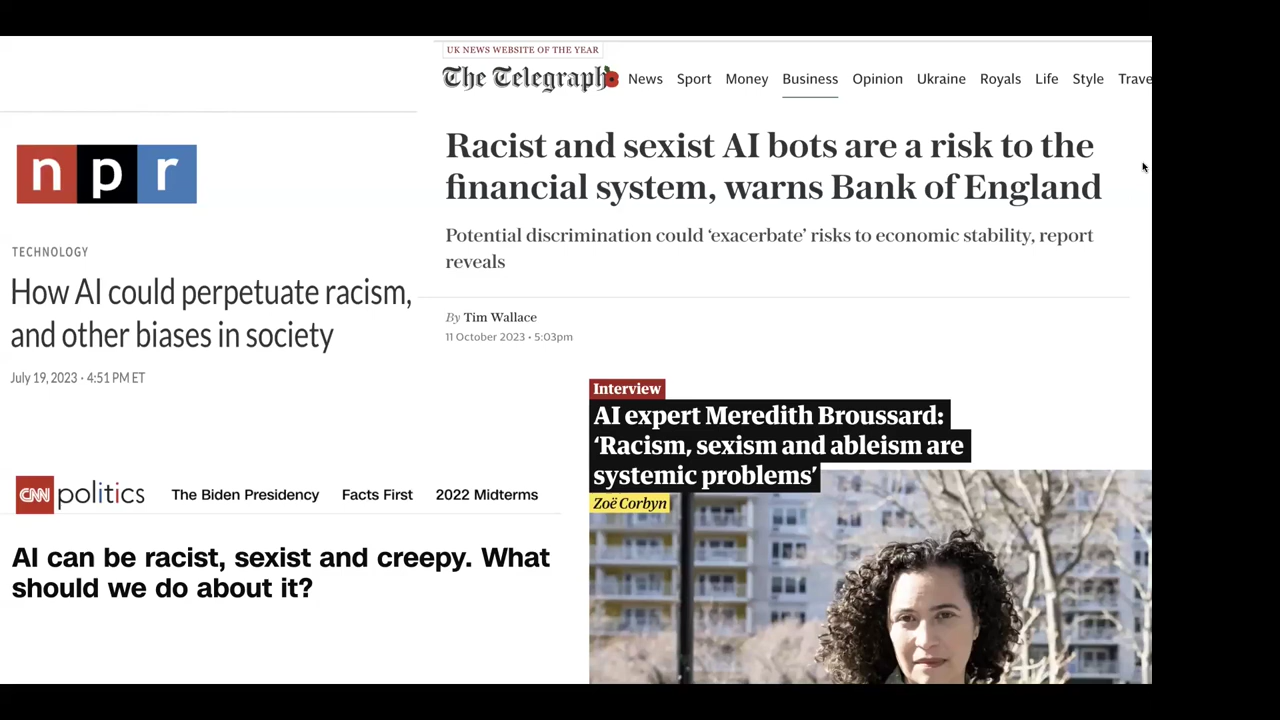 npr
TECHNOLOGY
How AI could perpetuate racism,
and other biases in society
July 19, 2023 · 4:51 PM ET
UK NEWS WEBSITE OF THE YEAR
The Telegraph
News Sport Money Business Opinion Ukraine Royals Life Style Trave
Racist and sexist AI bots are a risk to the
financial system, warns Bank of England
Potential discrimination could ‘exacerbate’ risks to economic stability, report
reveals
By Tim Wallace
11 October 2023 • 5:03pm
CNN politics The Biden Presidency Facts First 2022 Midterms
AI can be racist, sexist and creepy. What
should we do about it?
Interview
AI expert Meredith Broussard:
‘Racism, sexism and ableism are
systemic problems’
Zoë Corbyn